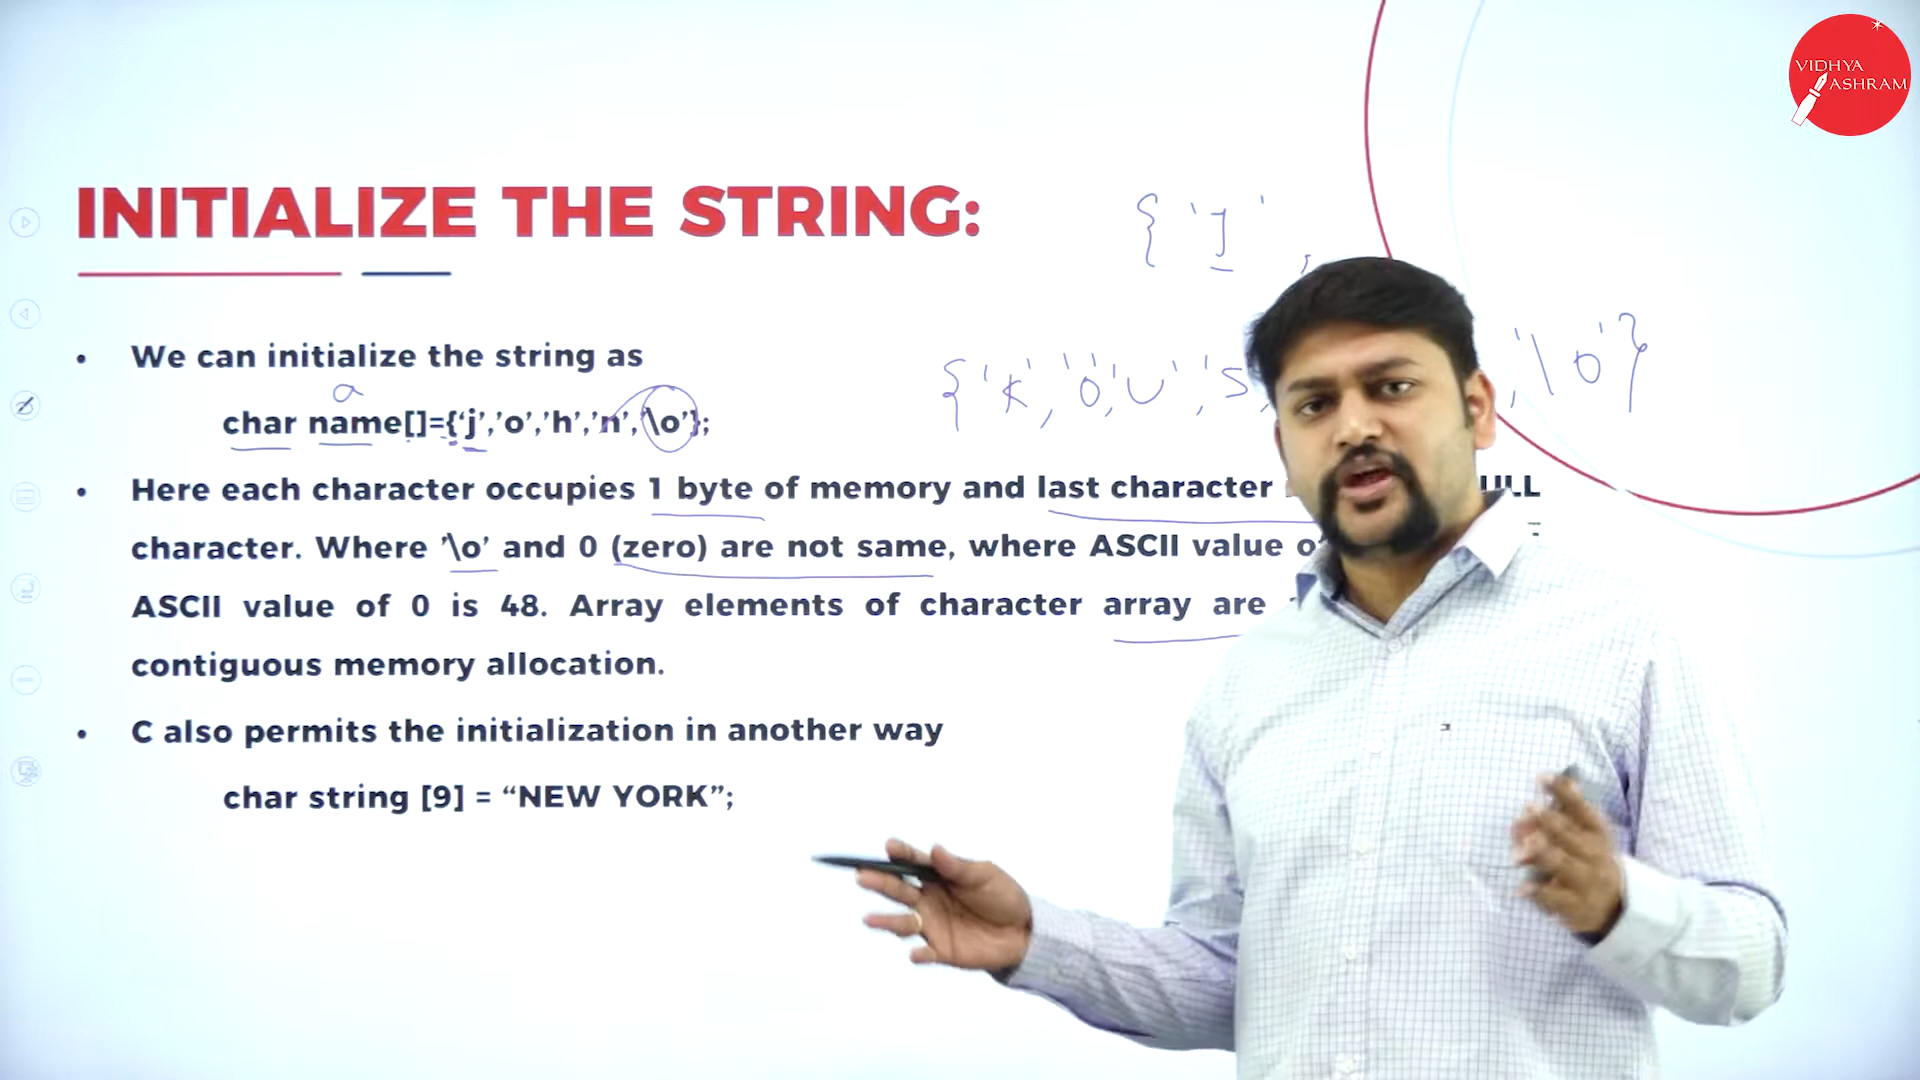 VIDHYA
ASHRAM
INITIALIZE THE STRING:
{ 'J' ,
• We can initialize the string as
a
char name[]={‘j’,’o’,’h’,’n’,’\o’};
{'K','O','U','S ,'\0'}
• Here each character occupies 1 byte of memory and last character ULL
character. Where ’\o’ and 0 (zero) are not same, where ASCII value
ASCII value of 0 is 48. Array elements of character array are
contiguous memory allocation.
• C also permits the initialization in another way
char string [9] = “NEW YORK”;